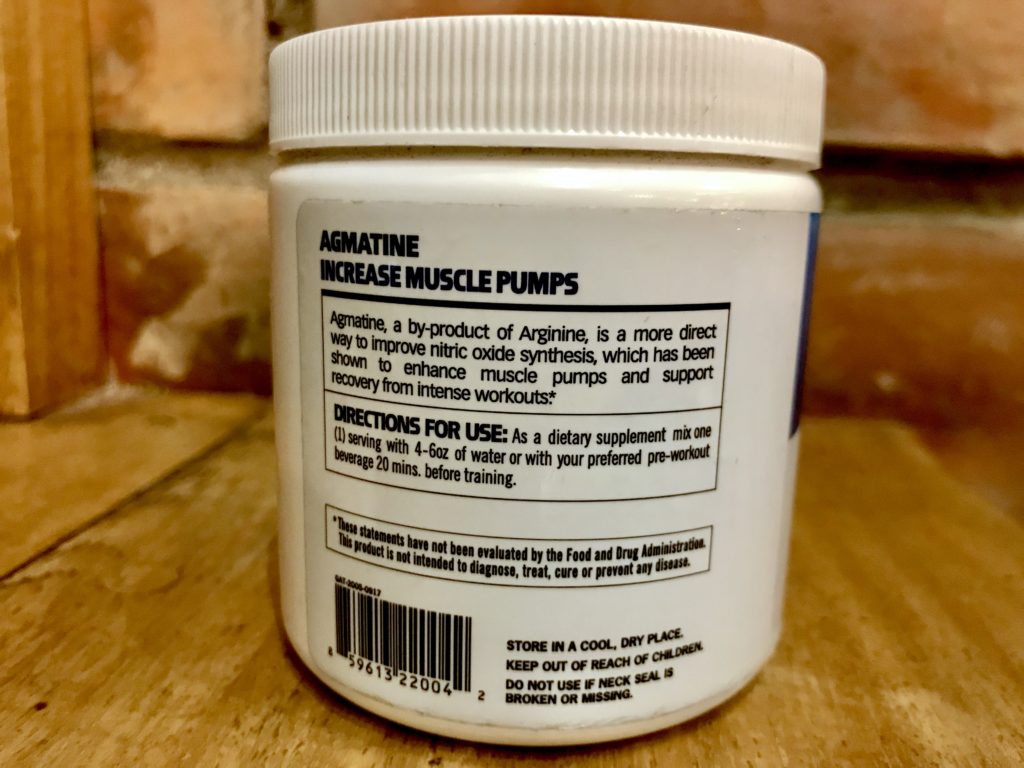 AGMATINE
INCREASE MUSCLE PUMPS
Agmatine, a by-product of Arginine, is a more direct
way to improve nitric oxide synthesis, which has been
shown to enhance muscle pumps and support
recovery from intense workouts.*
DIRECTIONS FOR USE: As a dietary supplement mix one
(1) serving with 4-6oz of water or with your preferred pre-workout
beverage 20 mins. before training.
*These statements have not been evaluated by the Food and Drug Administration.
This product is not intended to diagnose, treat, cure or prevent any disease.
GAT-2005-0817
8 59613 22004 2
STORE IN A COOL, DRY PLACE.
KEEP OUT OF REACH OF CHILDREN.
DO NOT USE IF NECK SEAL IS
BROKEN OR MISSING.